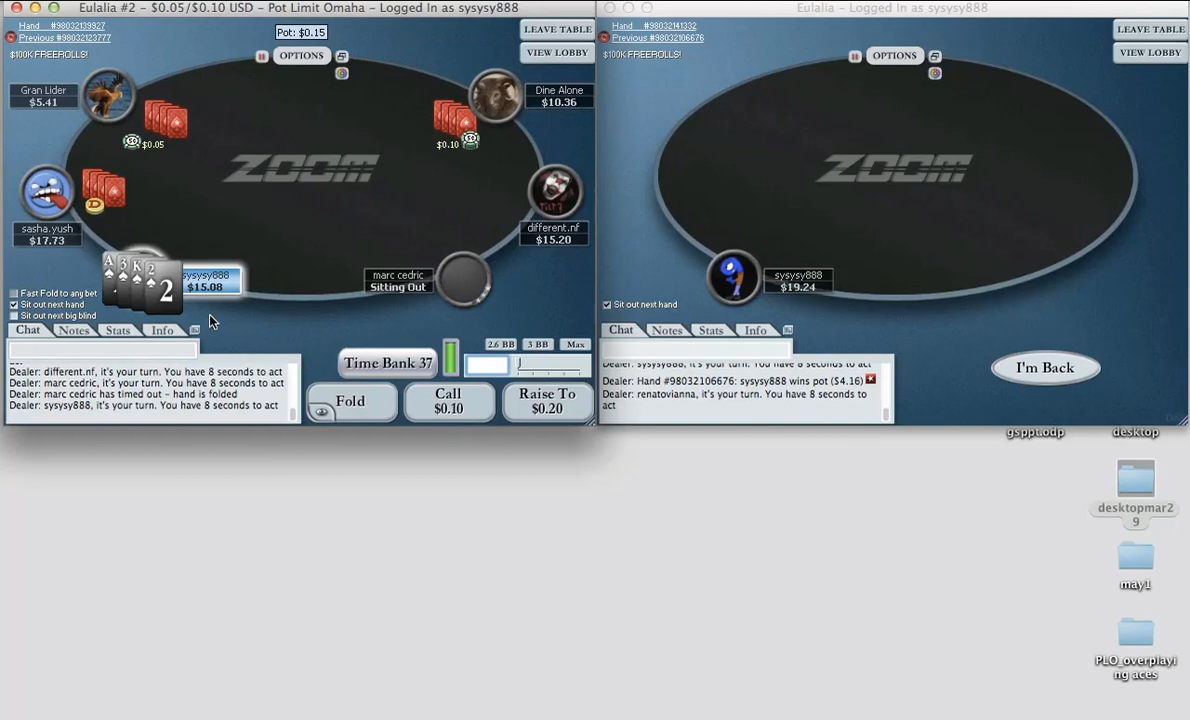 Eulalia #2 - $0.05/$0.10 USD - Pot Limit Omaha - Logged In as sysysy888
Hand #98032139927
Previous #98032123777
$100K FREEROLLS!
Pot: $0.15
OPTIONS
LEAVE TABLE
VIEW LOBBY
Gran Lider
$5.41
Dine Alone
$10.36
$0.05
$0.10
ZOOM
D
sasha.yush
$17.73
different.nf
$15.20
A 3 K 2
2
sysysy888
$15.08
marc cedric
Sitting Out
Fast Fold to any bet
Sit out next hand
Sit out next big blind
Chat
Notes
Stats
Info
2.6 BB
3 BB
Max
Time Bank 37
Fold
Call
$0.10
Raise To
$0.20
Dealer: different.nf, it's your turn. You have 8 seconds to act
Dealer: marc cedric has timed out - hand is folded
Dealer: sysysy888, it's your turn. You have 8 seconds to act
Eulalia - Logged In as sysysy888
Hand #98032141332
Previous #98032106676
$100K FREEROLLS!
OPTIONS
LEAVE TABLE
VIEW LOBBY
ZOOM
sysysy888
$19.24
Sit out next hand
Chat
Notes
Stats
Info
I'm Back
Dealer: sysysy888, it's your turn. You have 8 seconds to act
Dealer: Hand #98032106676: sysysy888 wins pot ($4.16)
Dealer: renatovianna, it's your turn. You have 8 seconds to
act
gsppt.odp
desktop
desktopmar2
9
may1
PLO_overplayi
ng aces